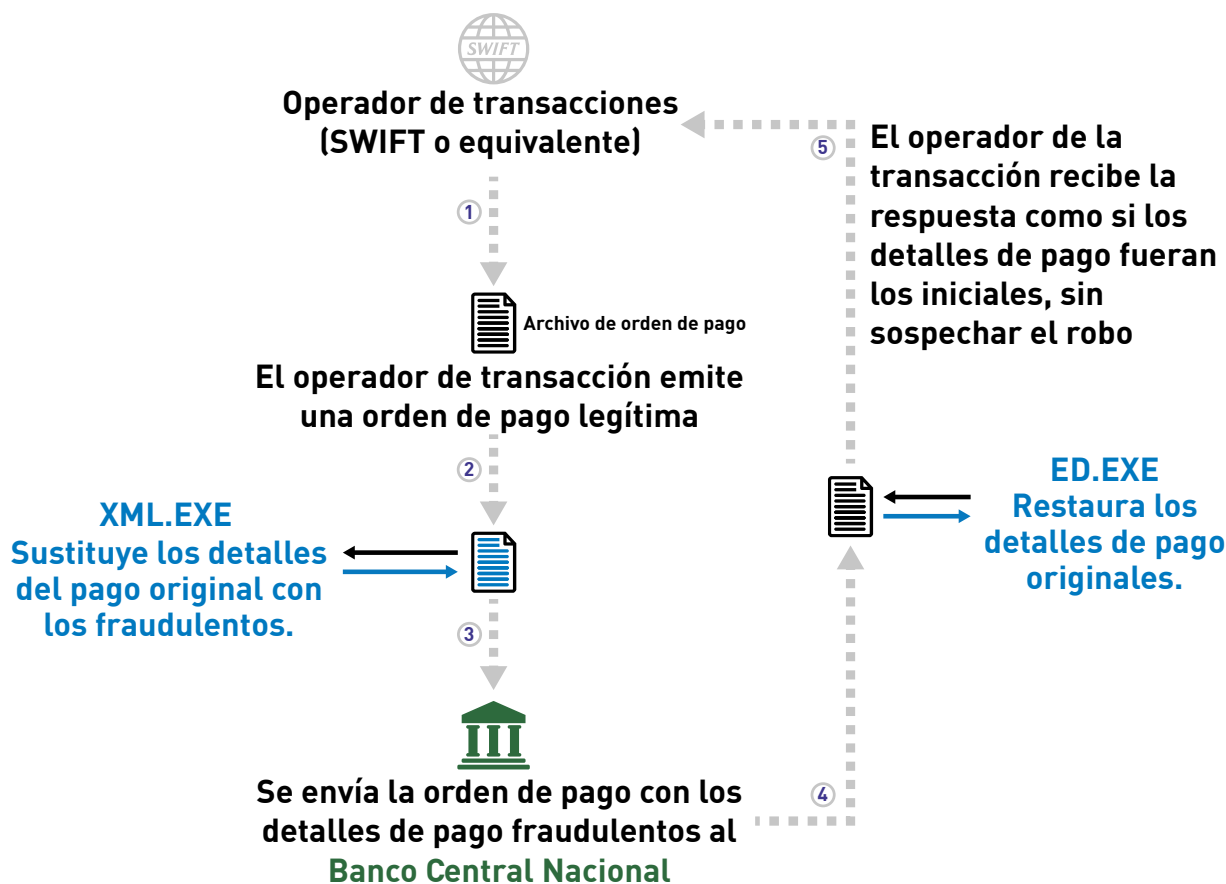 SWIFT
Operador de transacciones
(SWIFT o equivalente)
1
Archivo de orden de pago
El operador de transacción emite
una orden de pago legítima
2
XML.EXE
Sustituye los detalles
del pago original con
los fraudulentos.
3
Se envía la orden de pago con los
detalles de pago fraudulentos al
Banco Central Nacional
4
ED.EXE
Restaura los
detalles de pago
originales.
5
El operador de la
transacción recibe la
respuesta como si los
detalles de pago fueran
los iniciales, sin
sospechar el robo